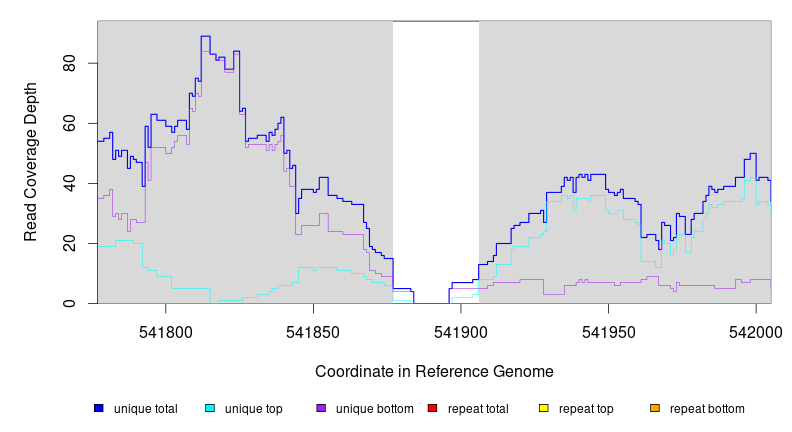 Read Coverage Depth
80
60
40
20
0
541800 541850 541900 541950 542000
Coordinate in Reference Genome
unique total unique top unique bottom repeat total repeat top repeat bottom